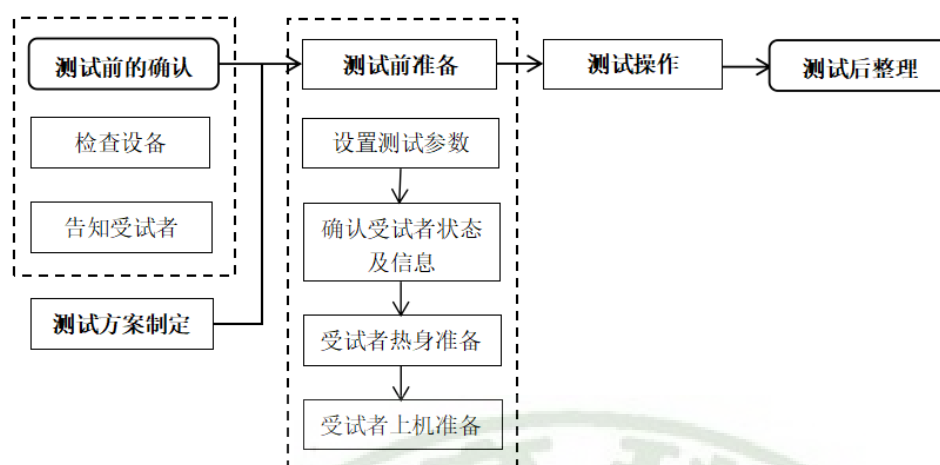 测试前的确认
测试前准备
测试操作
测试后整理
检查设备
告知受试者
测试方案制定
设置测试参数
确认受试者状态
及信息
受试者热身准备
受试者上机准备